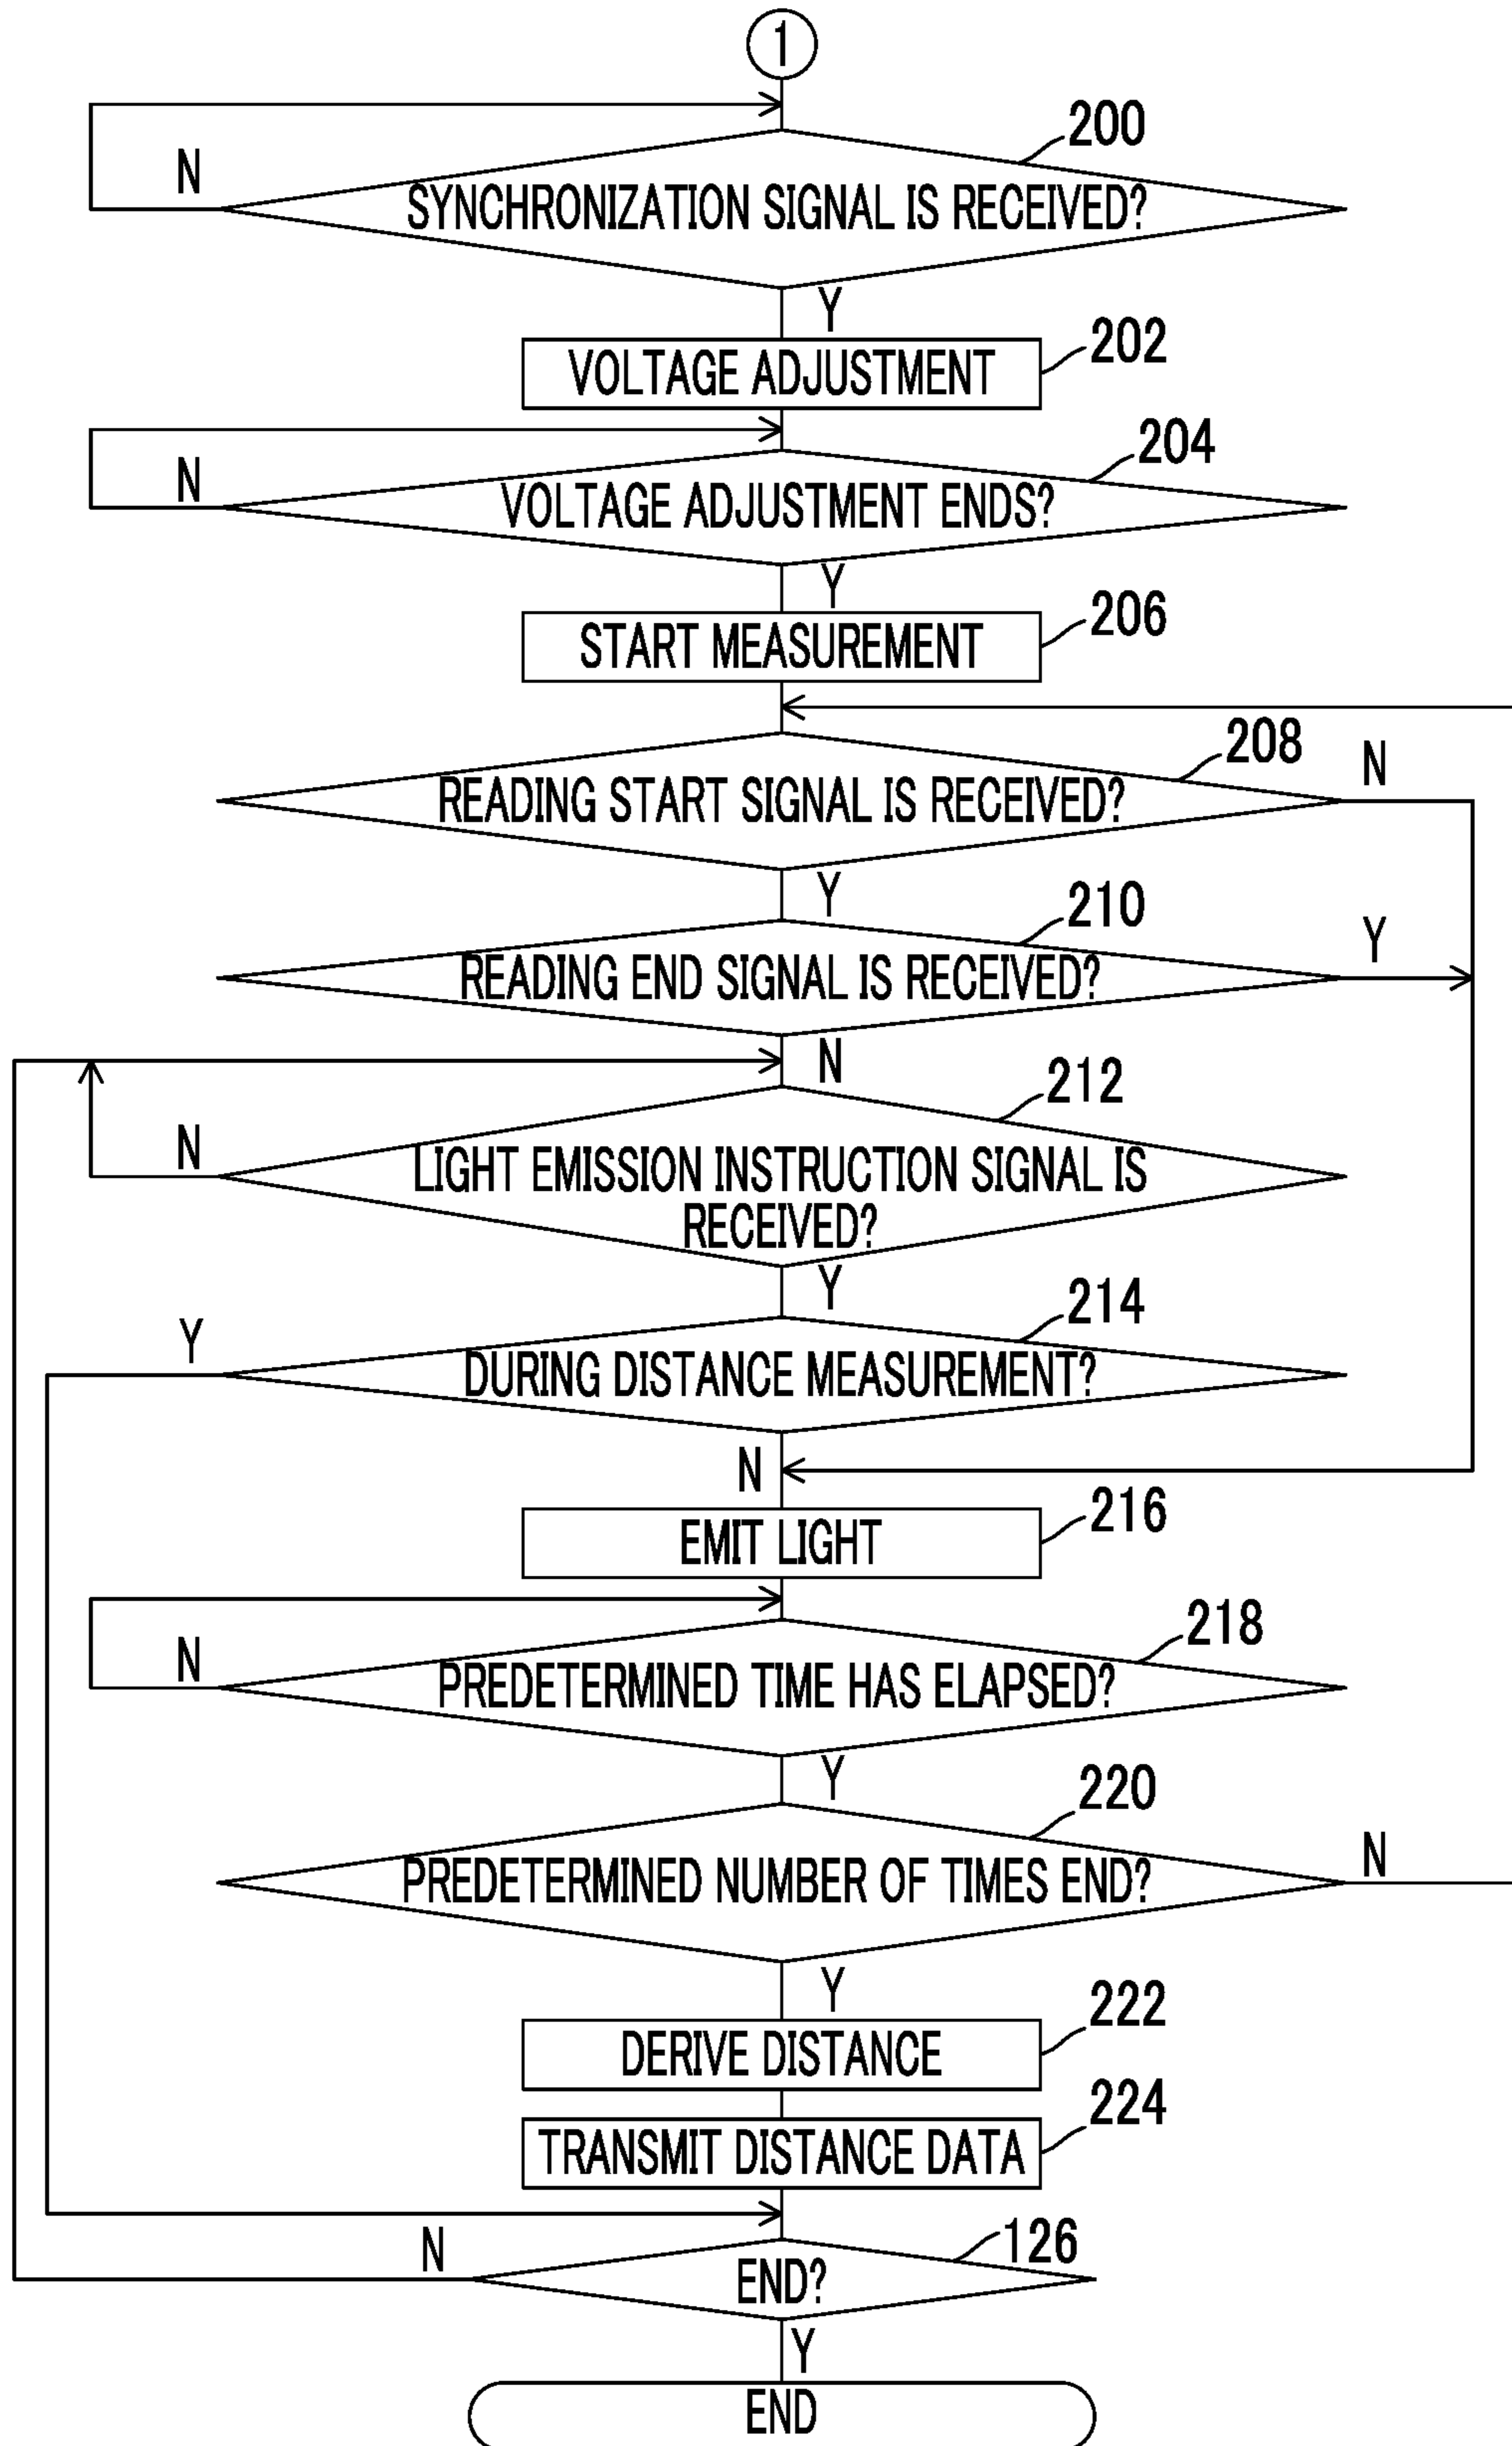 1
200
N
SYNCHRONIZATION SIGNAL IS RECEIVED?
Y
202
VOLTAGE ADJUSTMENT
204
N
VOLTAGE ADJUSTMENT ENDS?
Y
206
START MEASUREMENT
208
N
READING START SIGNAL IS RECEIVED?
Y
210
Y
READING END SIGNAL IS RECEIVED?
N
212
N
LIGHT EMISSION INSTRUCTION SIGNAL IS
RECEIVED?
Y
214
Y
DURING DISTANCE MEASUREMENT?
N
216
EMIT LIGHT
218
N
PREDETERMINED TIME HAS ELAPSED?
Y
220
N
PREDETERMINED NUMBER OF TIMES END?
Y
222
DERIVE DISTANCE
224
TRANSMIT DISTANCE DATA
126
N
END?
Y
END